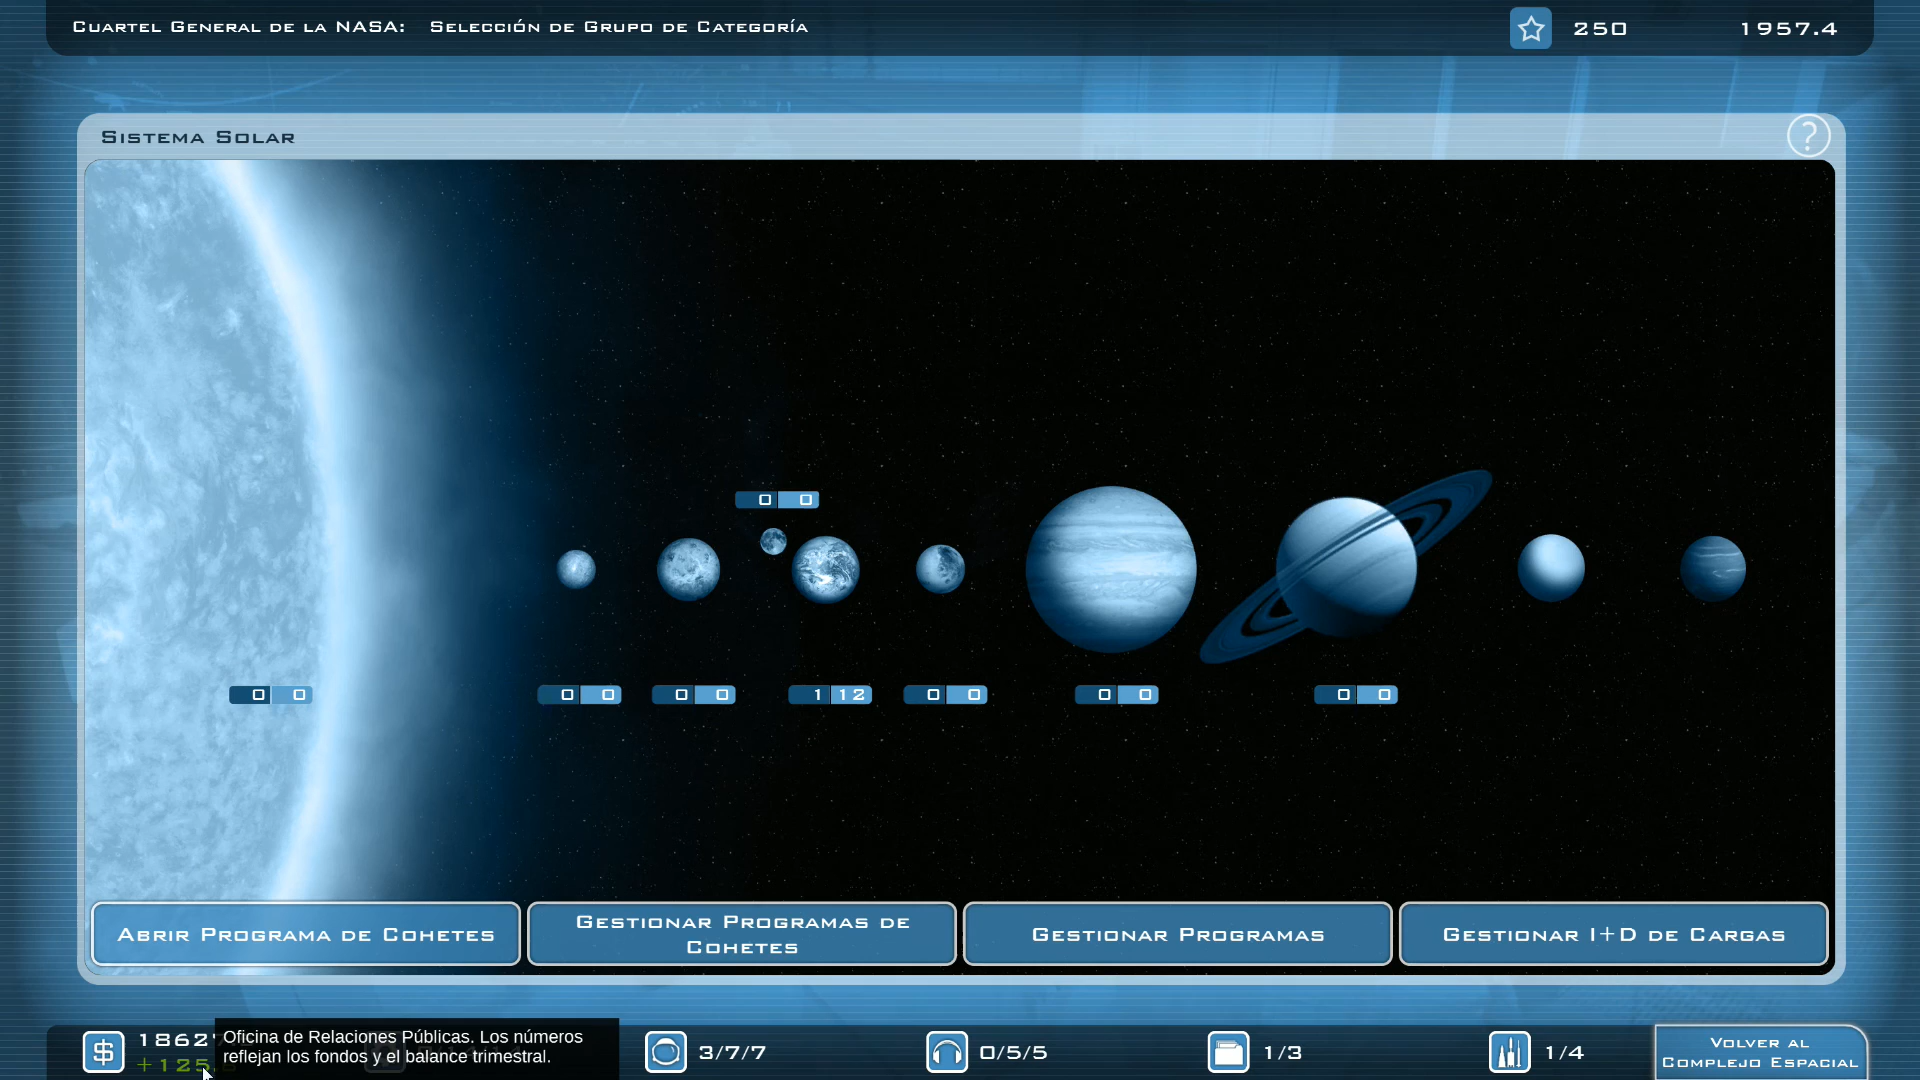 Cuartel General de la NASA: Selección de Grupo de Categoría
250
1957.4
Sistema Solar
?
0 0
0 0
0 0
0 0
1 12
0 0
0 0
0 0
Abrir Programa de Cohetes
Gestionar Programas de Cohetes
Gestionar Programas
Gestionar I+D de Cargas
Oficina de Relaciones Públicas. Los números
reflejan los fondos y el balance trimestral.
3/7/7
0/5/5
1/3
1/4
Volver al
Complejo Espacial